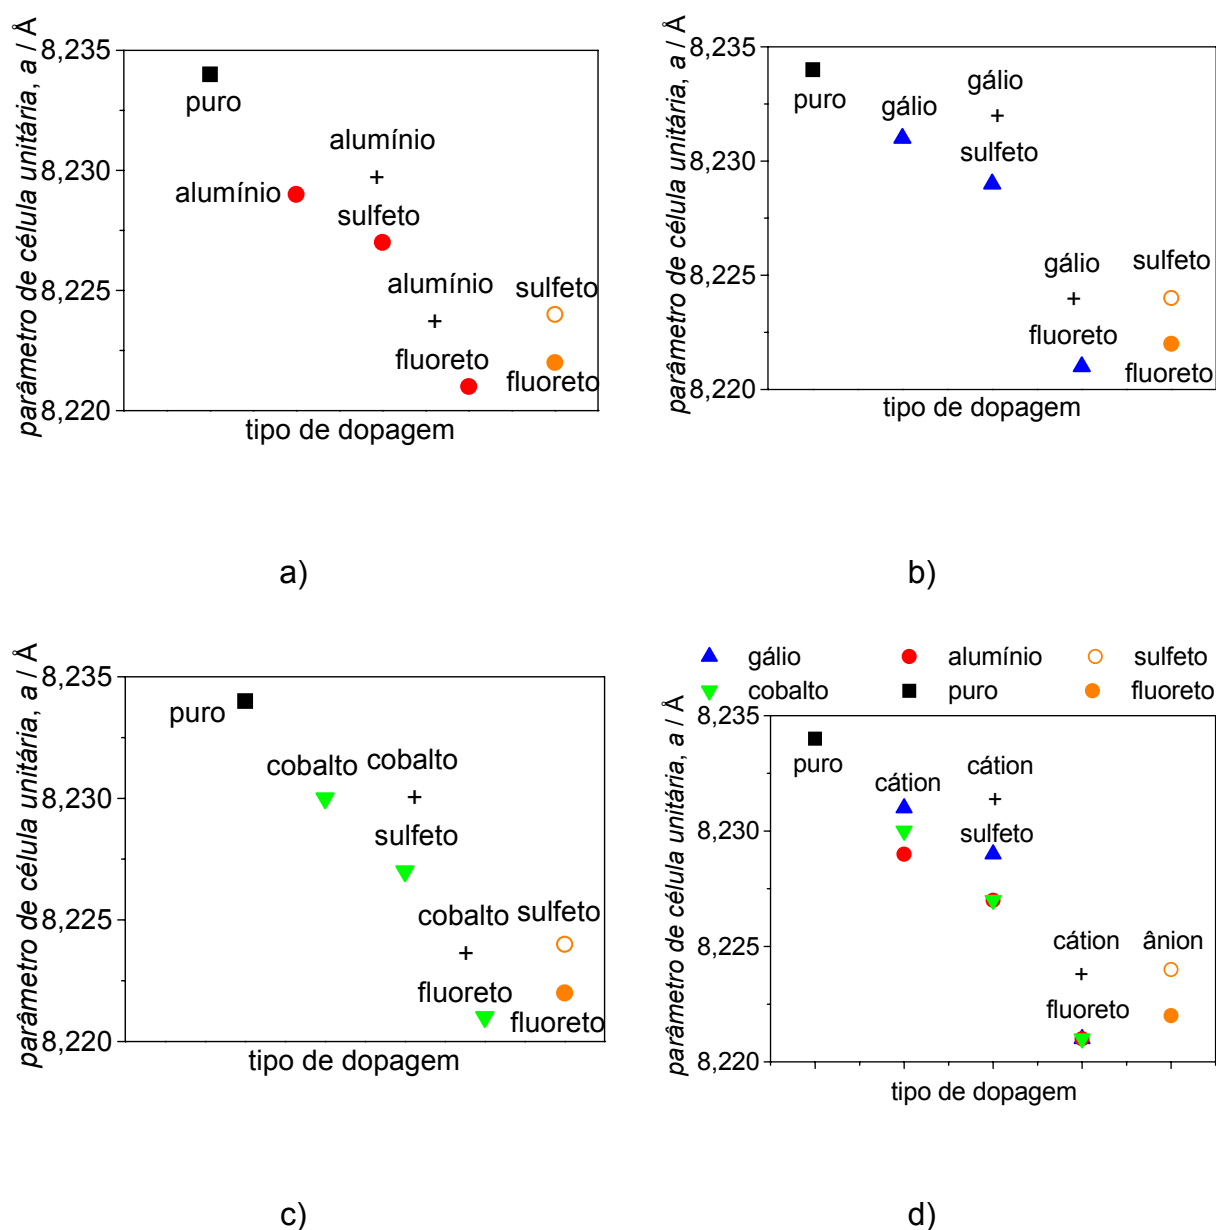 parâmetro de célula unitária, a / Å
8,235
8,230
8,225
8,220
puro
alumínio
alumínio
+
sulfeto
alumínio
+
fluoreto
sulfeto
fluoreto
tipo de dopagem
a)
parâmetro de célula unitária, a / Å
8,235
8,230
8,225
8,220
puro
gálio
gálio
+
sulfeto
gálio
+
fluoreto
sulfeto
fluoreto
tipo de dopagem
b)
parâmetro de célula unitária, a / Å
8,235
8,230
8,225
8,220
puro
cobalto
cobalto
+
sulfeto
cobalto
+
fluoreto
sulfeto
fluoreto
tipo de dopagem
c)
gálio
alumínio
sulfeto
cobalto
puro
fluoreto
parâmetro de célula unitária, a / Å
8,235
8,230
8,225
8,220
puro
cátion
cátion
+
sulfeto
cátion
+
fluoreto
ânion
tipo de dopagem
d)